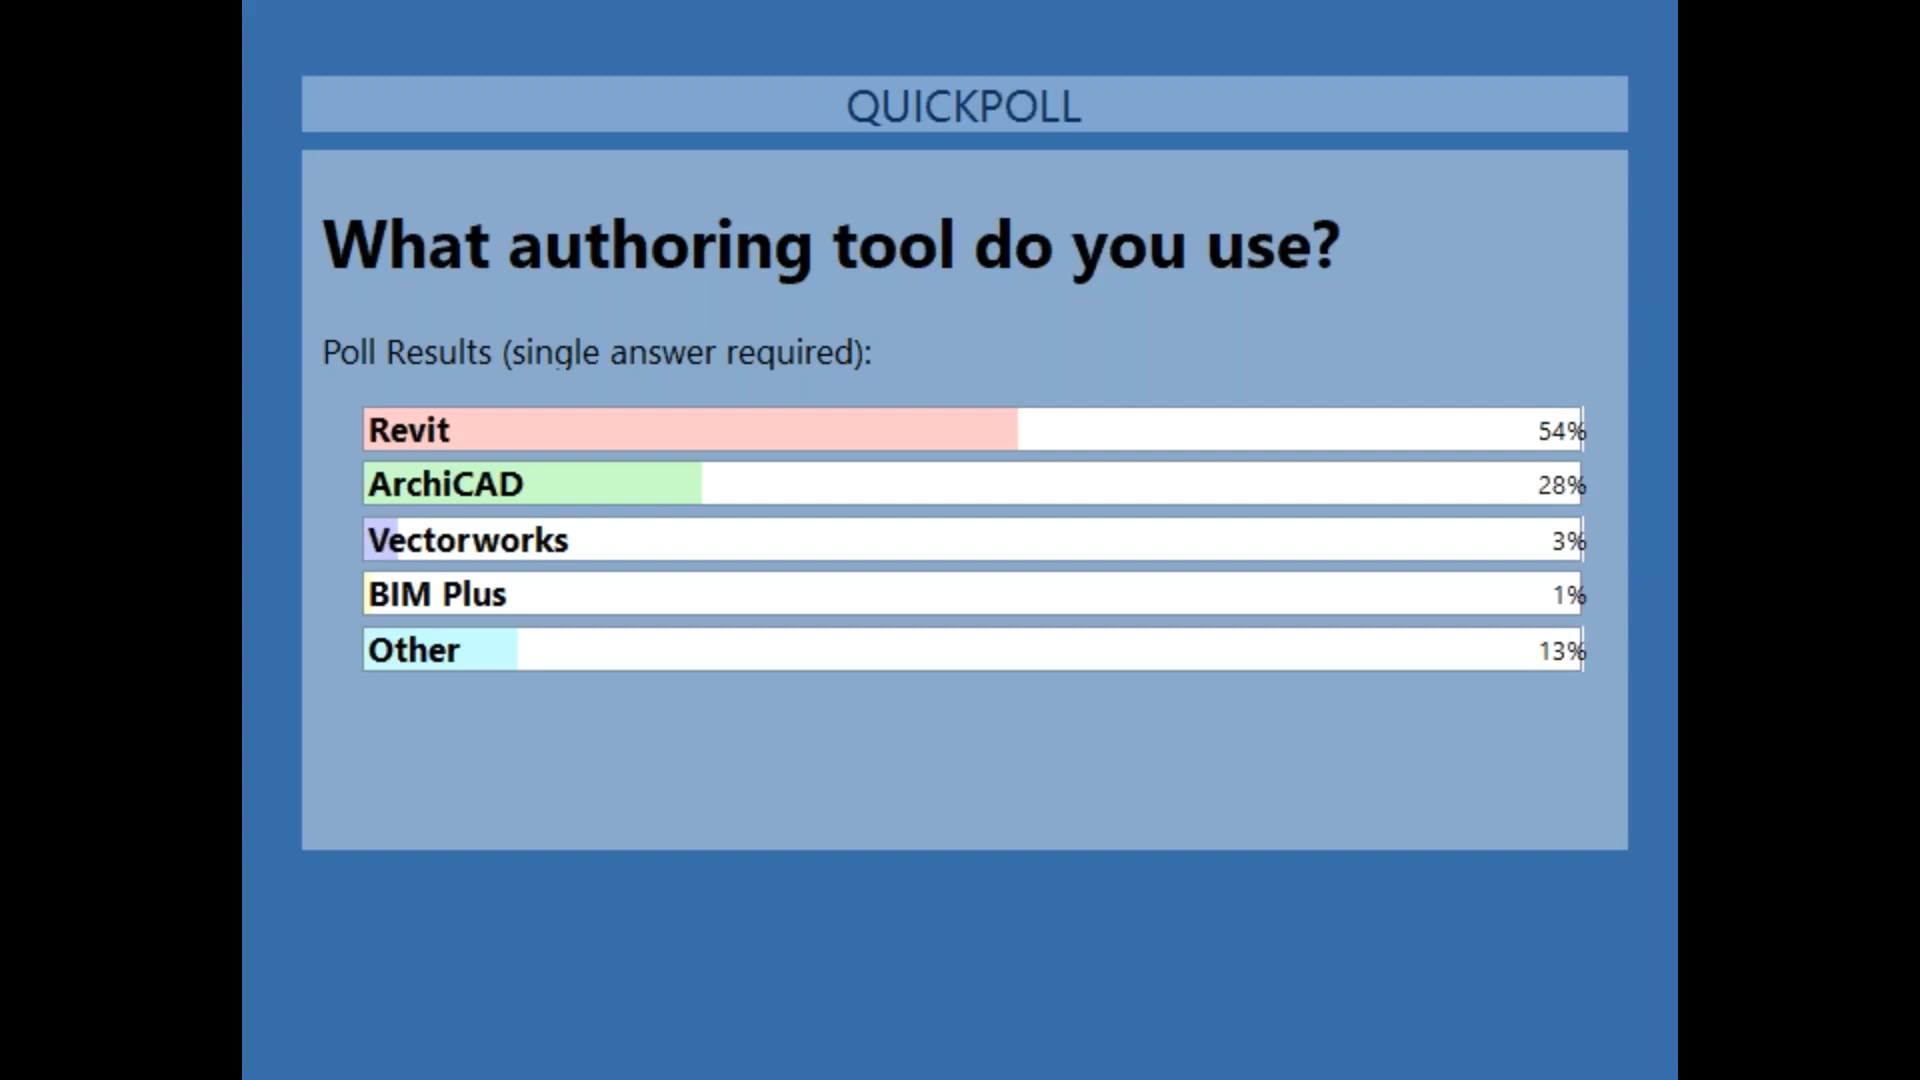 QUICKPOLL
What authoring tool do you use?
Poll Results (single answer required):
Revit 54%
ArchiCAD 28%
Vectorworks 3%
BIM Plus 1%
Other 13%